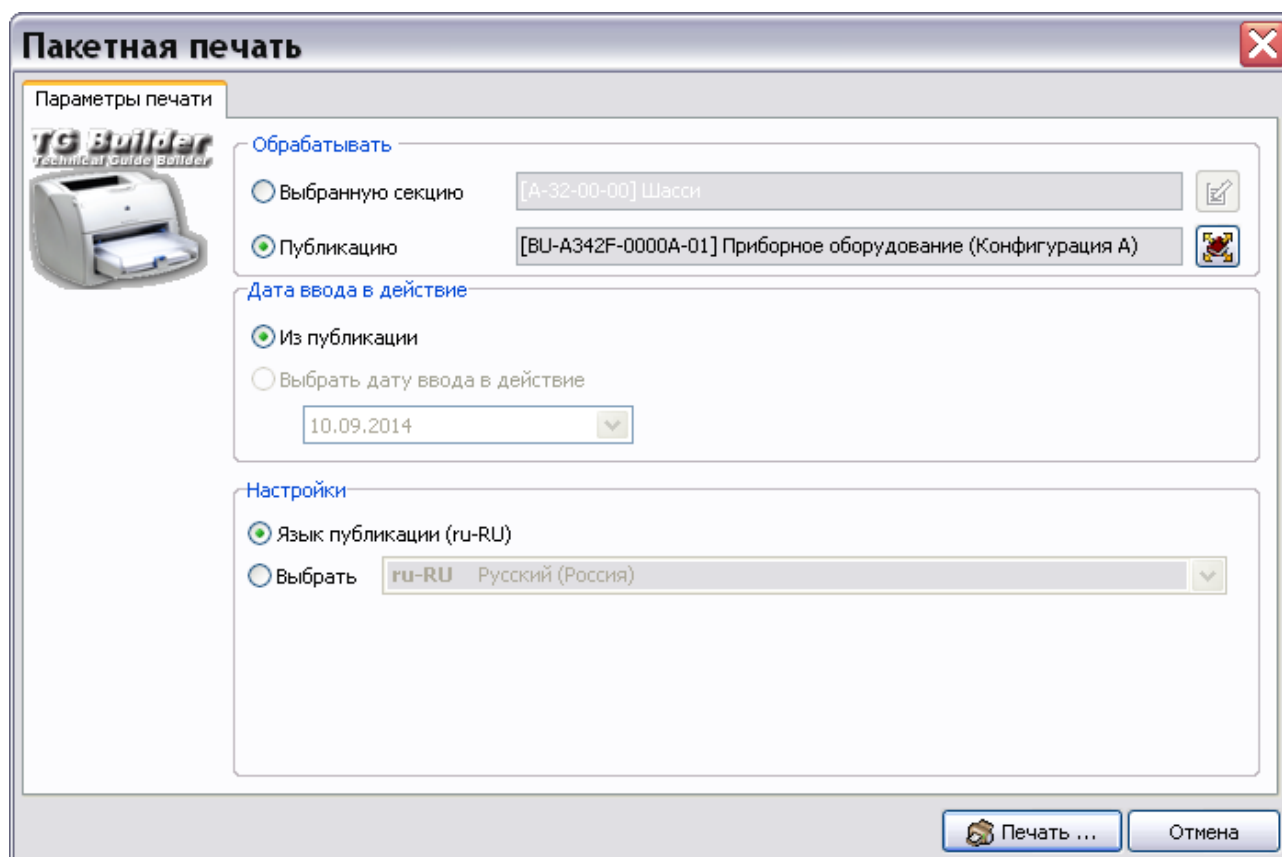 Пакетная печать
Параметры печати
TG Builder
Technical Guide Builder
Обрабатывать
Выбранную секцию [A-32-00-00] Шасси
Публикацию [BU-A342F-0000A-01] Приборное оборудование (Конфигурация А)
Дата ввода в действие
Из публикации
Выбрать дату ввода в действие
10.09.2014
Настройки
Язык публикации (ru-RU)
Выбрать ru-RU Русский (Россия)
Печать ... Отмена